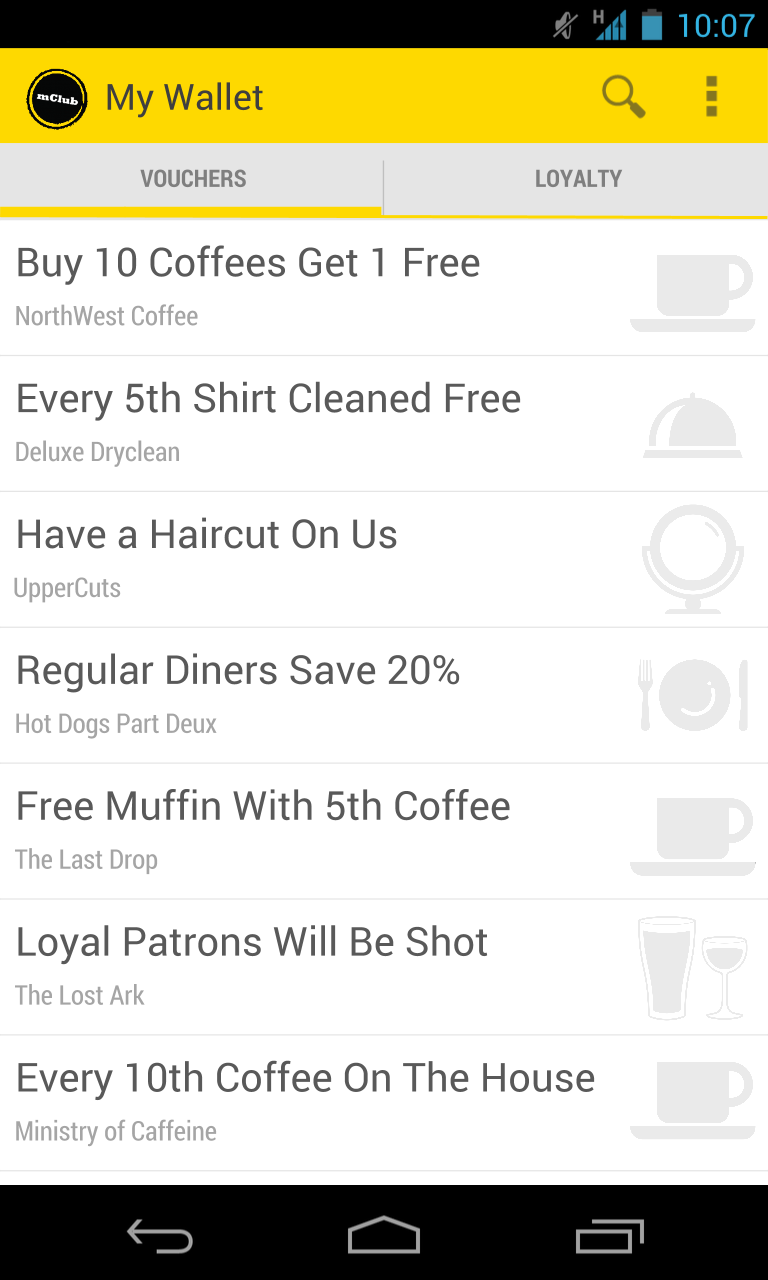 H 10:07
mClub My Wallet
VOUCHERS LOYALTY
Buy 10 Coffees Get 1 Free
NorthWest Coffee
Every 5th Shirt Cleaned Free
Deluxe Dryclean
Have a Haircut On Us
UpperCuts
Regular Diners Save 20%
Hot Dogs Part Deux
Free Muffin With 5th Coffee
The Last Drop
Loyal Patrons Will Be Shot
The Lost Ark
Every 10th Coffee On The House
Ministry of Caffeine